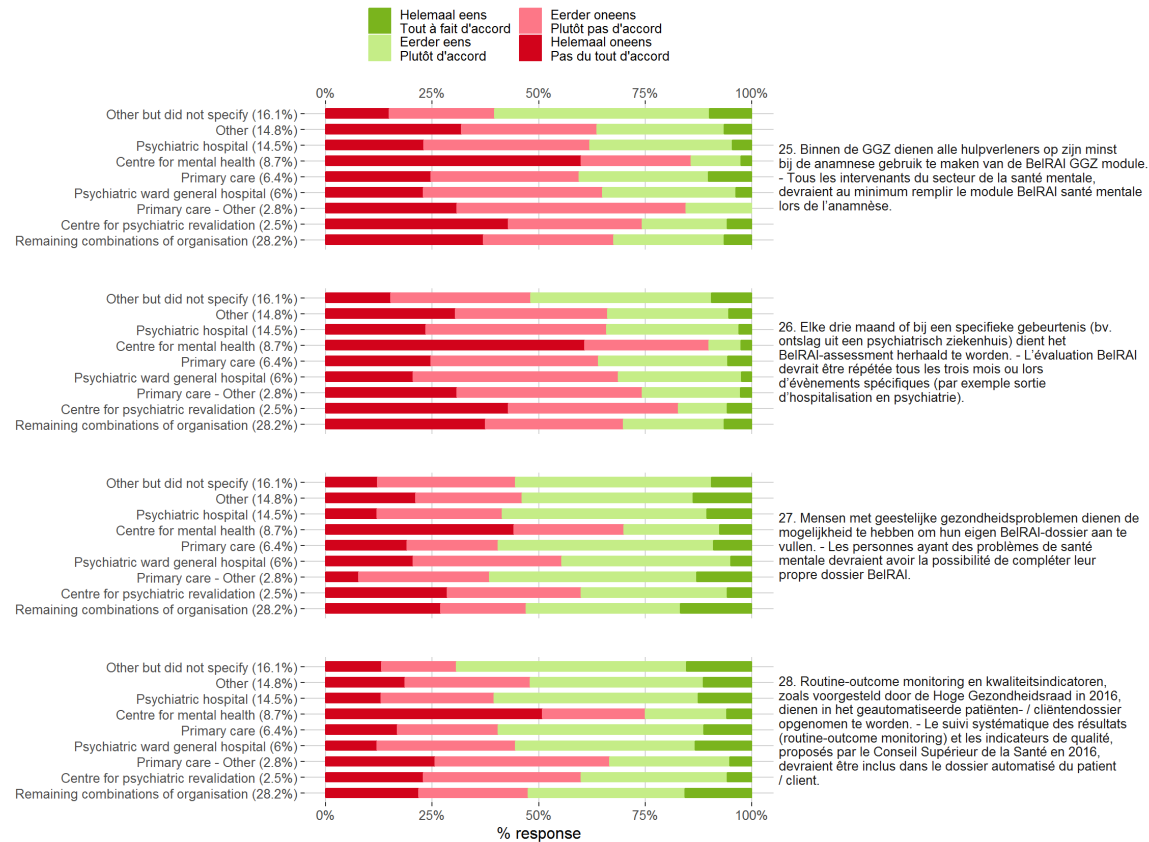 Helemaal eens
Tout à fait d'accord
Eerder eens
Plutôt d'accord
Eerder oneens
Plutôt pas d'accord
Helemaal oneens
Pas du tout d'accord
0% 25% 50% 75% 100%
Other but did not specify (16.1%)
Other (14.8%)
Psychiatric hospital (14.5%)
Centre for mental health (8.7%)
Primary care (6.4%)
Psychiatric ward general hospital (6%)
Primary care - Other (2.8%)
Centre for psychiatric revalidation (2.5%)
Remaining combinations of organisation (28.2%)
25. Binnen de GGZ dienen alle hulpverleners op zijn minst
bij de anamnese gebruik te maken van de BelRAI GGZ module.
- Tous les intervenants du secteur de la santé mentale,
devraient au minimum remplir le module BelRAI santé mentale
lors de l'anamnèse.
Other but did not specify (16.1%)
Other (14.8%)
Psychiatric hospital (14.5%)
Centre for mental health (8.7%)
Primary care (6.4%)
Psychiatric ward general hospital (6%)
Primary care - Other (2.8%)
Centre for psychiatric revalidation (2.5%)
Remaining combinations of organisation (28.2%)
26. Elke drie maand of bij een specifieke gebeurtenis (bv.
ontslag uit een psychiatrisch ziekenhuis) dient het
BelRAI-assessment herhaald te worden. - L'évaluation BelRAI
devrait être répétée tous les trois mois ou lors
d'évènements spécifiques (par exemple sortie
d'hospitalisation en psychiatrie).
Other but did not specify (16.1%)
Other (14.8%)
Psychiatric hospital (14.5%)
Centre for mental health (8.7%)
Primary care (6.4%)
Psychiatric ward general hospital (6%)
Primary care - Other (2.8%)
Centre for psychiatric revalidation (2.5%)
Remaining combinations of organisation (28.2%)
27. Mensen met geestelijke gezondheidsproblemen dienen de
mogelijkheid te hebben om hun eigen BelRAI-dossier aan te
vullen. - Les personnes ayant des problèmes de santé
mentale devraient avoir la possibilité de compléter leur
propre dossier BelRAI.
Other but did not specify (16.1%)
Other (14.8%)
Psychiatric hospital (14.5%)
Centre for mental health (8.7%)
Primary care (6.4%)
Psychiatric ward general hospital (6%)
Primary care - Other (2.8%)
Centre for psychiatric revalidation (2.5%)
Remaining combinations of organisation (28.2%)
28. Routine-outcome monitoring en kwaliteitsindicatoren,
zoals voorgesteld door de Hoge Gezondheidsraad in 2016,
dienen in het geautomatiseerde patiënten- / cliëntendossier
opgenomen te worden. - Le suivi systématique des résultats
(routine-outcome monitoring) et les indicateurs de qualité,
proposés par le Conseil Supérieur de la Santé en 2016,
devraient être inclus dans le dossier automatisé du patient
/ client.
0% 25% 50% 75% 100%
% response